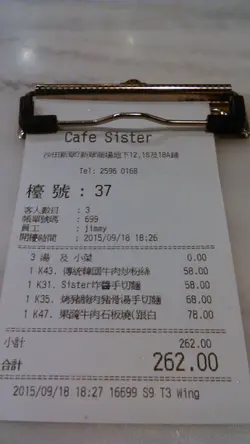 Cafe Sister
Tel: 2596 0168
檯 號 : 37
客人數目 : 3
帳單號碼 : 699
員工 : jimmy
開檯時間 : 2015/09/18 18:26
3 湯 及 小菜 0.00
1 K43. 傳統韓國牛肉炒粉絲 58.00
1 K31. Sister炸醬手切麵 58.00
1 K35. 燒豬腩肉豬骨湯手切麵 68.00
1 K47. 果園牛肉石板燒(跟白 78.00
小計 262.00
合計 262.00
2015/09/18 18:27 16699 S9 T3 Wing